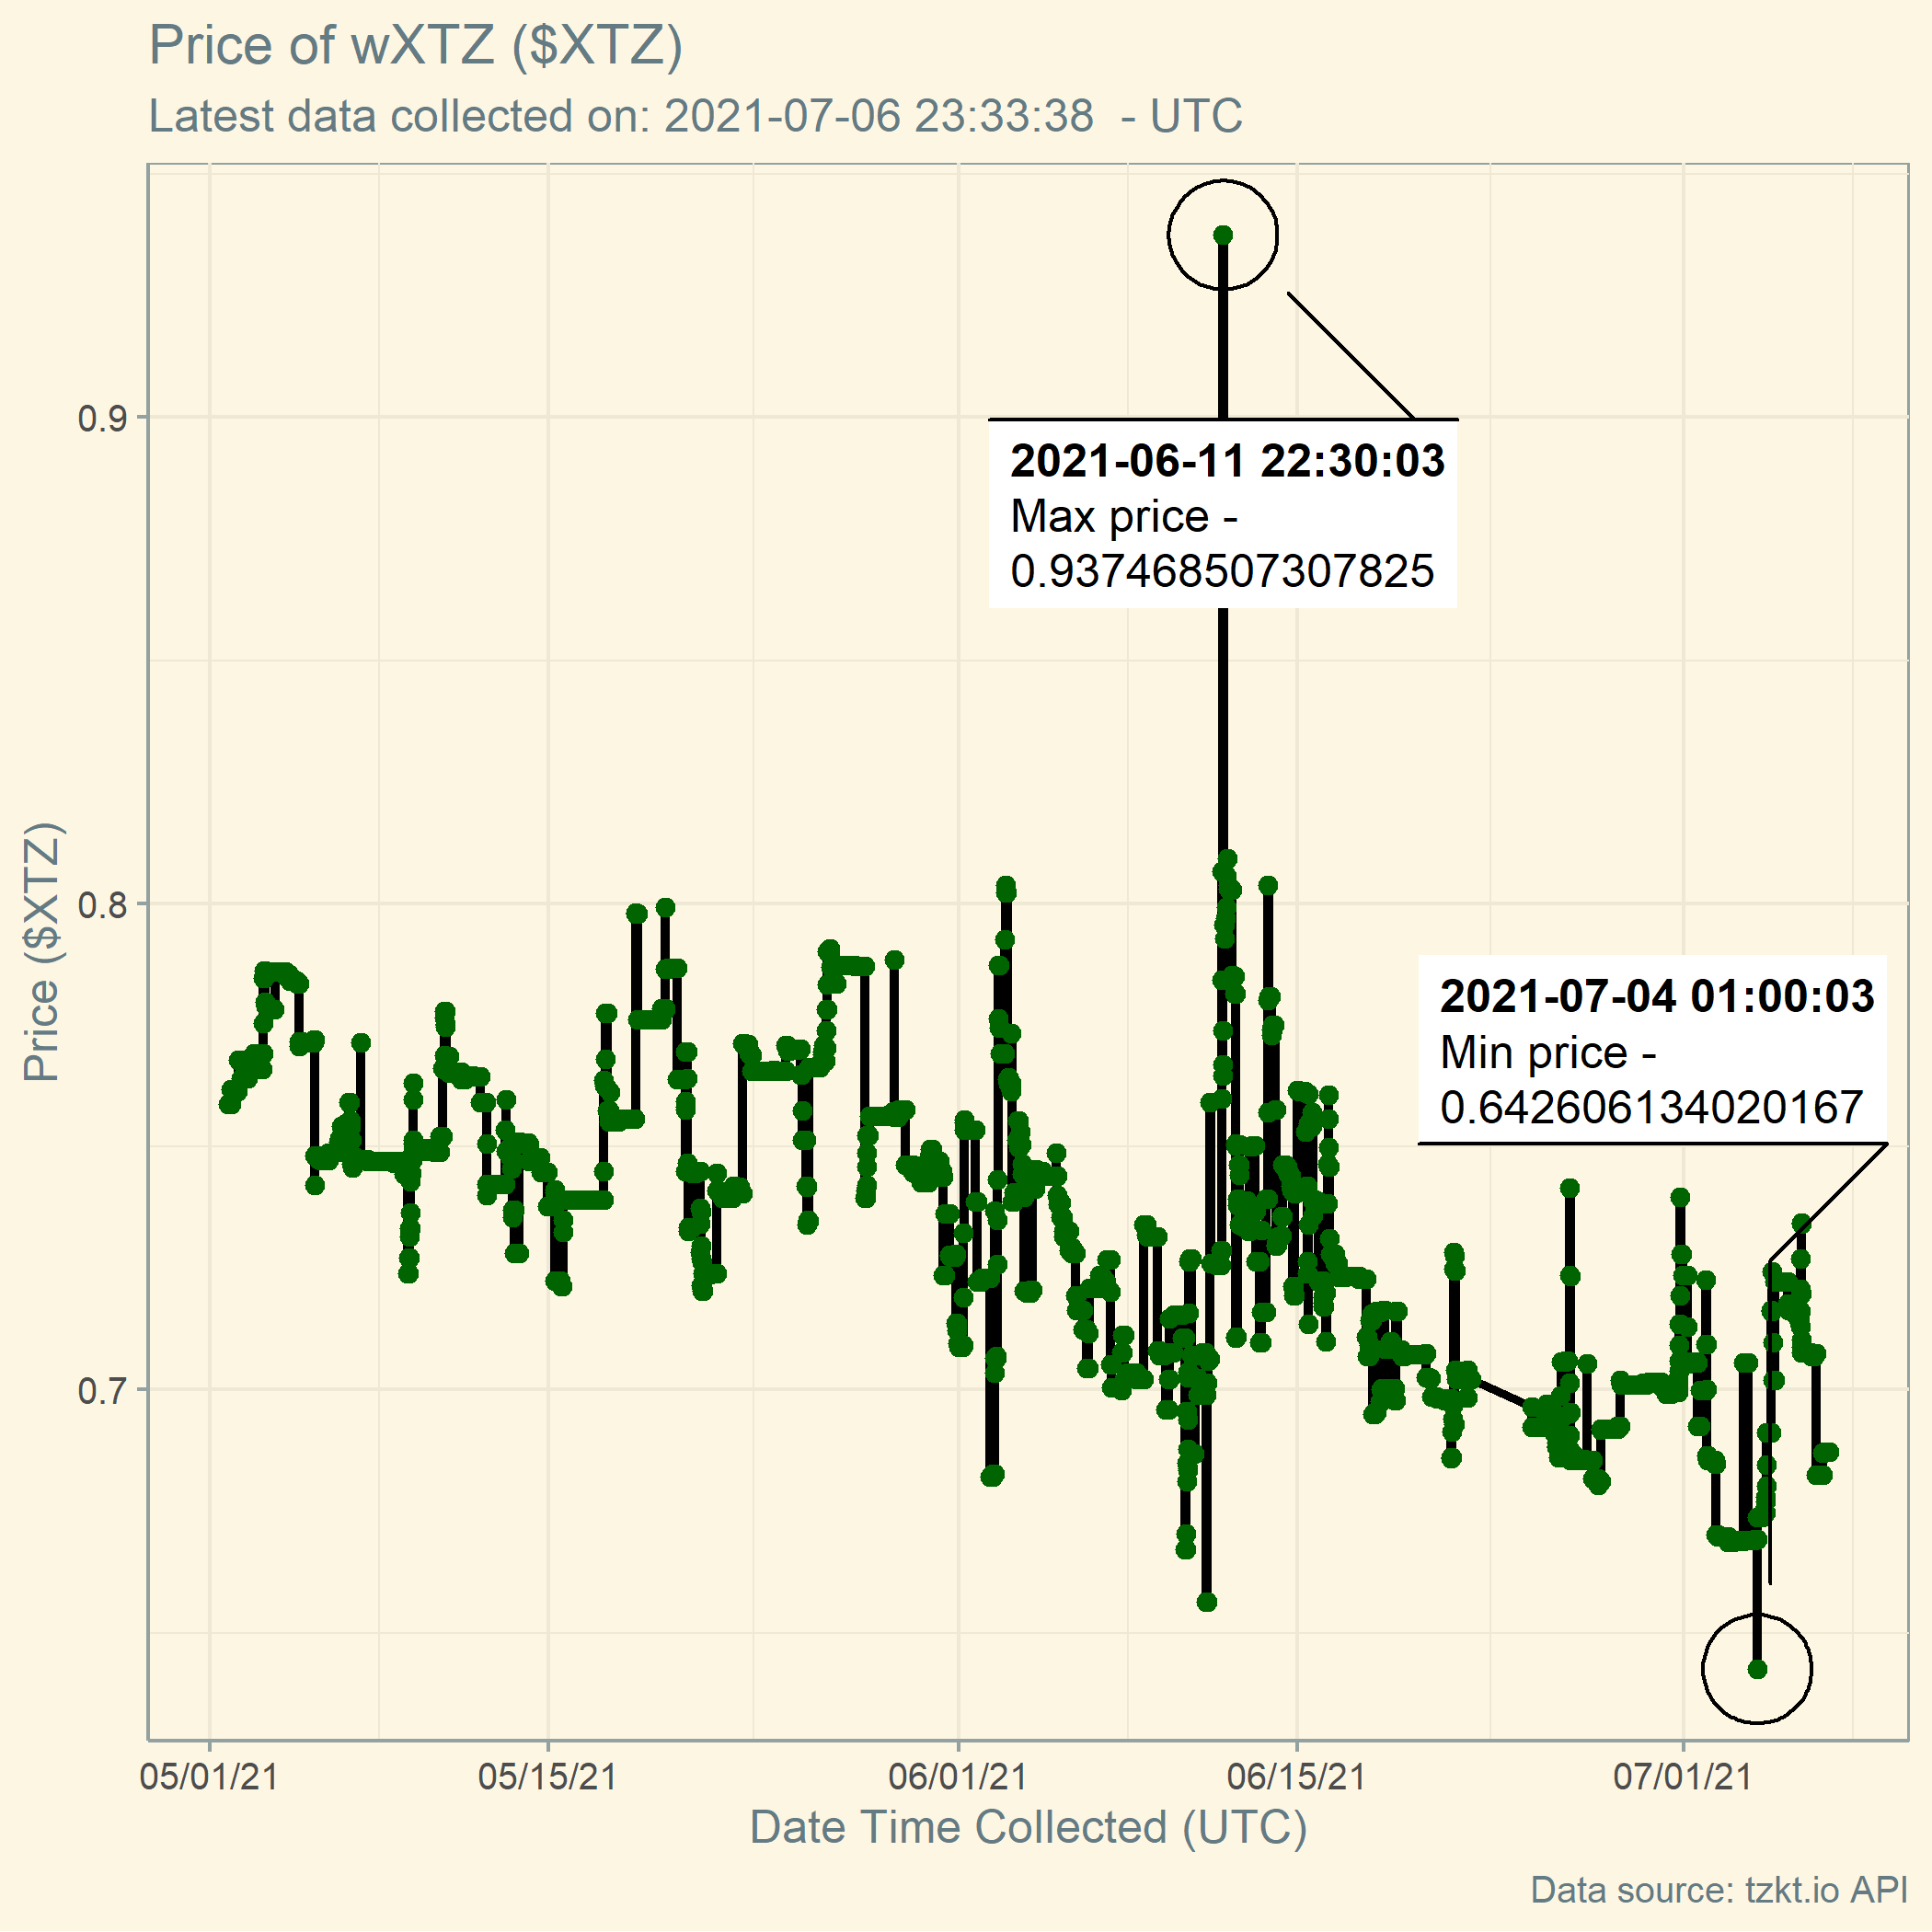 Price of wXTZ ($XTZ)
Latest data collected on: 2021-07-06 23:33:38  - UTC
Price ($XTZ)
0.9
0.8
0.7
2021-06-11 22:30:03
Max price -
0.937468507307825
2021-07-04 01:00:03
Min price -
0.642606134020167
05/01/21
05/15/21
06/01/21
06/15/21
07/01/21
Date Time Collected (UTC)
Data source: tzkt.io API